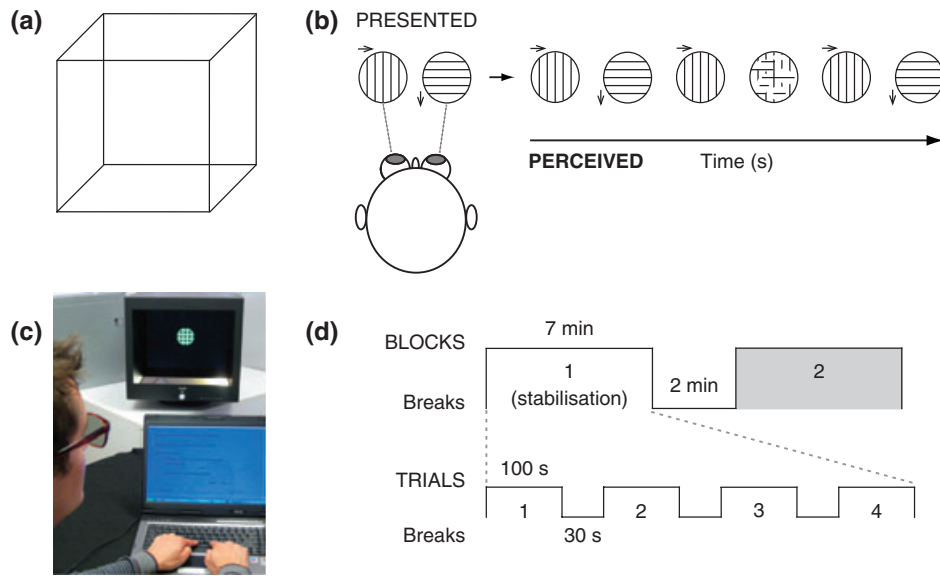 (a)
(b)
PRESENTED
PERCEIVED Time (s)
(c)
(d)
7 min
BLOCKS
1
(stabilisation)
2 min
2
Breaks
100 s
TRIALS
1 2 3 4
Breaks
30 s